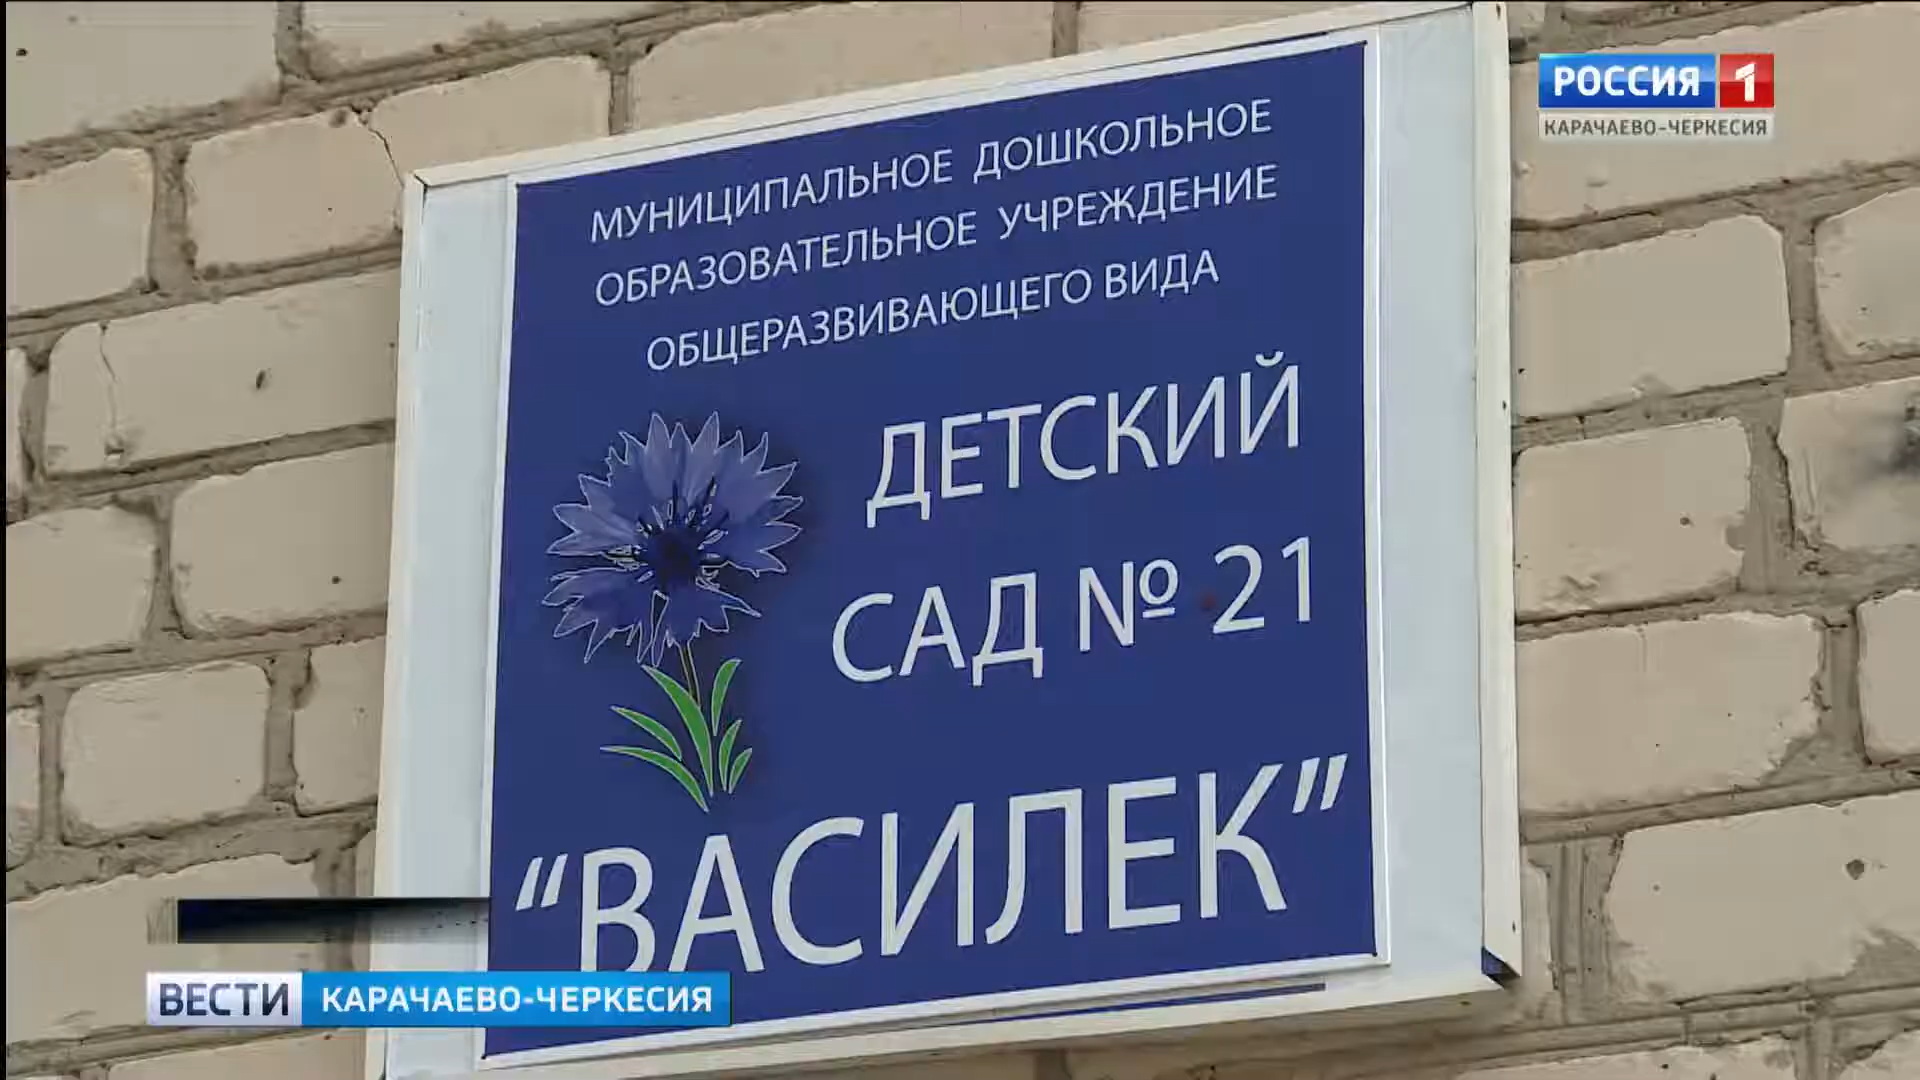 РОССИЯ 1
КАРАЧАЕВО-ЧЕРКЕСИЯ
МУНИЦИПАЛЬНОЕ ДОШКОЛЬНОЕ
ОБРАЗОВАТЕЛЬНОЕ УЧРЕЖДЕНИЕ
ОБЩЕРАЗВИВАЮЩЕГО ВИДА
ДЕТСКИЙ
САД № 21
“ВАСИЛЕК”
ВЕСТИ КАРАЧАЕВО-ЧЕРКЕСИЯ